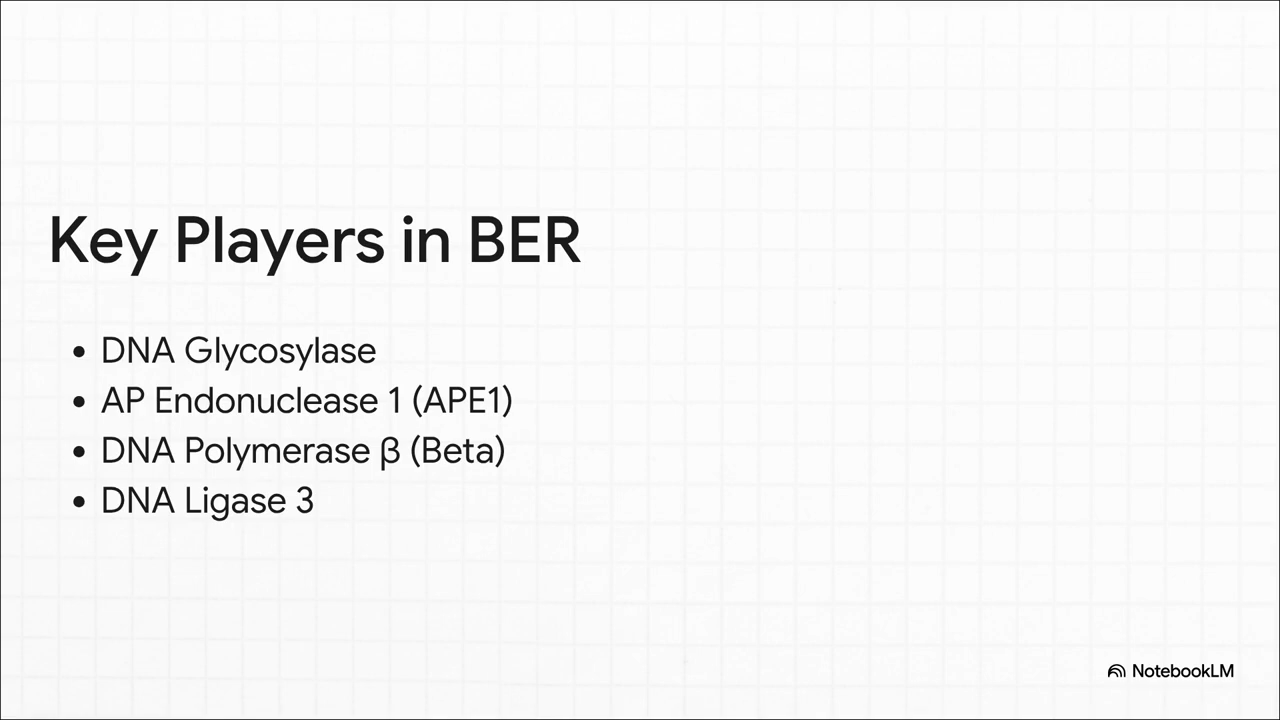 Key Players in BER
• DNA Glycosylase
• AP Endonuclease 1 (APE1)
• DNA Polymerase β (Beta)
• DNA Ligase 3
NotebookLM